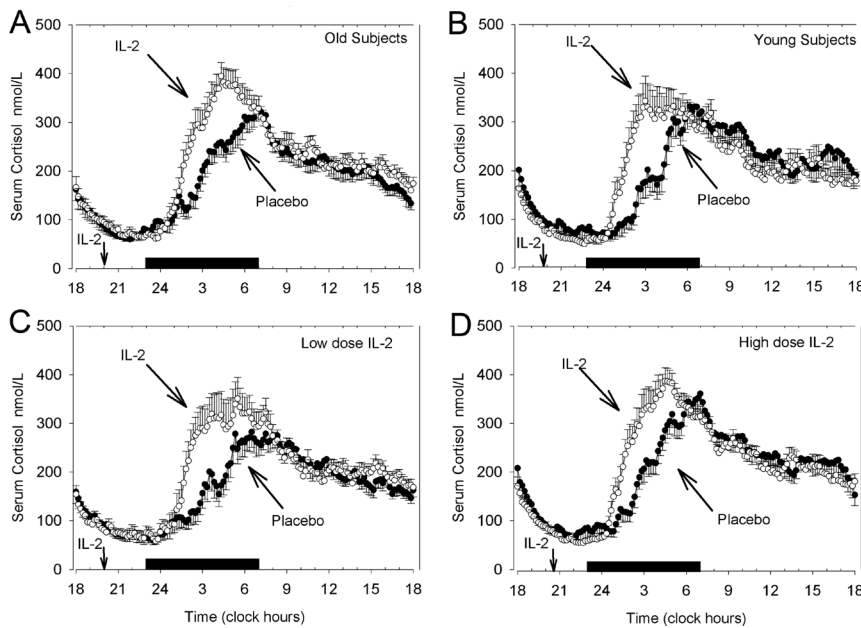 A
Old Subjects
500
400
300
200
100
0
Serum Cortisol nmol/L
IL-2
Placebo
IL-2
18 21 24 3 6 9 12 15 18
B
Young Subjects
500
400
300
200
100
0
Serum Cortisol nmol/L
IL-2
Placebo
IL-2
18 21 24 3 6 9 12 15 18
C
Low dose IL-2
500
400
300
200
100
0
Serum Cortisol nmol/L
IL-2
Placebo
IL-2
18 21 24 3 6 9 12 15 18
Time (clock hours)
D
High dose IL-2
500
400
300
200
100
0
Serum Cortisol nmol/L
IL-2
Placebo
IL-2
18 21 24 3 6 9 12 15 18
Time (clock hours)